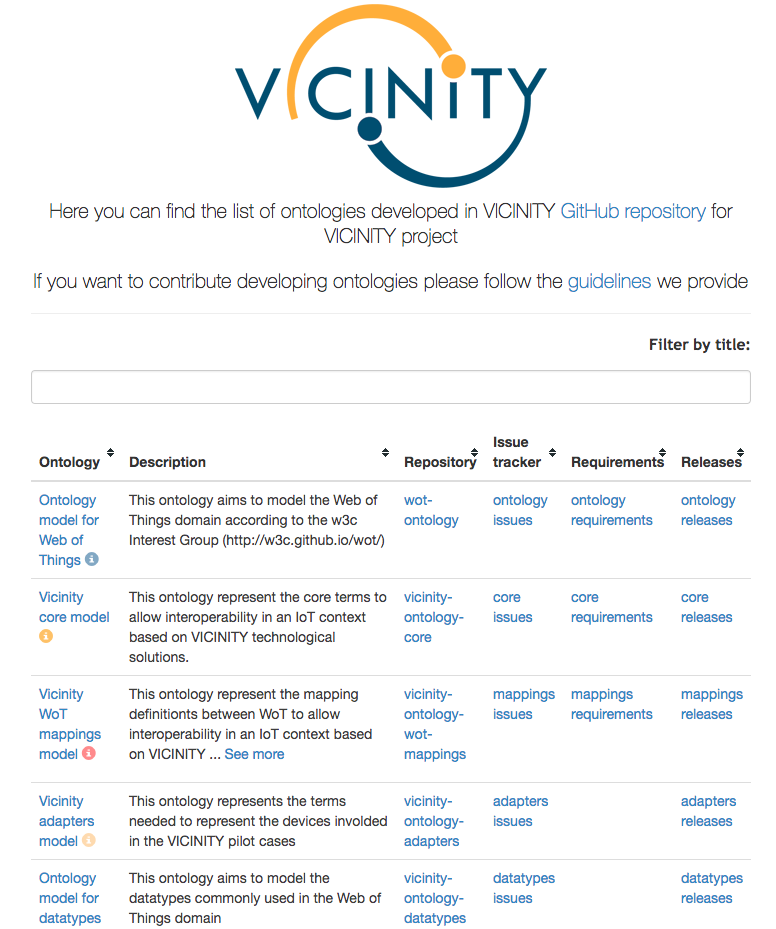 VICINITY
Here you can find the list of ontologies developed in VICINITY GitHub repository for
VICINITY project
If you want to contribute developing ontologies please follow the guidelines we provide
Filter by title:
Ontology
Description
Repository
Issue
tracker
Requirements
Releases
Ontology
model for
Web of
Things
This ontology aims to model the Web of
Things domain according to the w3c
Interest Group (http://w3c.github.io/wot/)
wot-
ontology
ontology
issues
ontology
requirements
ontology
releases
Vicinity
core model
This ontology represent the core terms to
allow interoperability in an IoT context
based on VICINITY technological
solutions.
vicinity-
ontology-
core
core
issues
core
requirements
core
releases
Vicinity
WoT
mappings
model
This ontology represent the mapping
definitionts between WoT to allow
interoperability in an IoT context based
on VICINITY ... See more
vicinity-
ontology-
wot-
mappings
mappings
issues
mappings
requirements
mappings
releases
Vicinity
adapters
model
This ontology represents the terms
needed to represent the devices involded
in the VICINITY pilot cases
vicinity-
ontology-
adapters
adapters
issues
adapters
releases
Ontology
model for
datatypes
This ontology aims to model the
datatypes commonly used in the Web of
Things domain
vicinity-
ontology-
datatypes
datatypes
issues
datatypes
releases